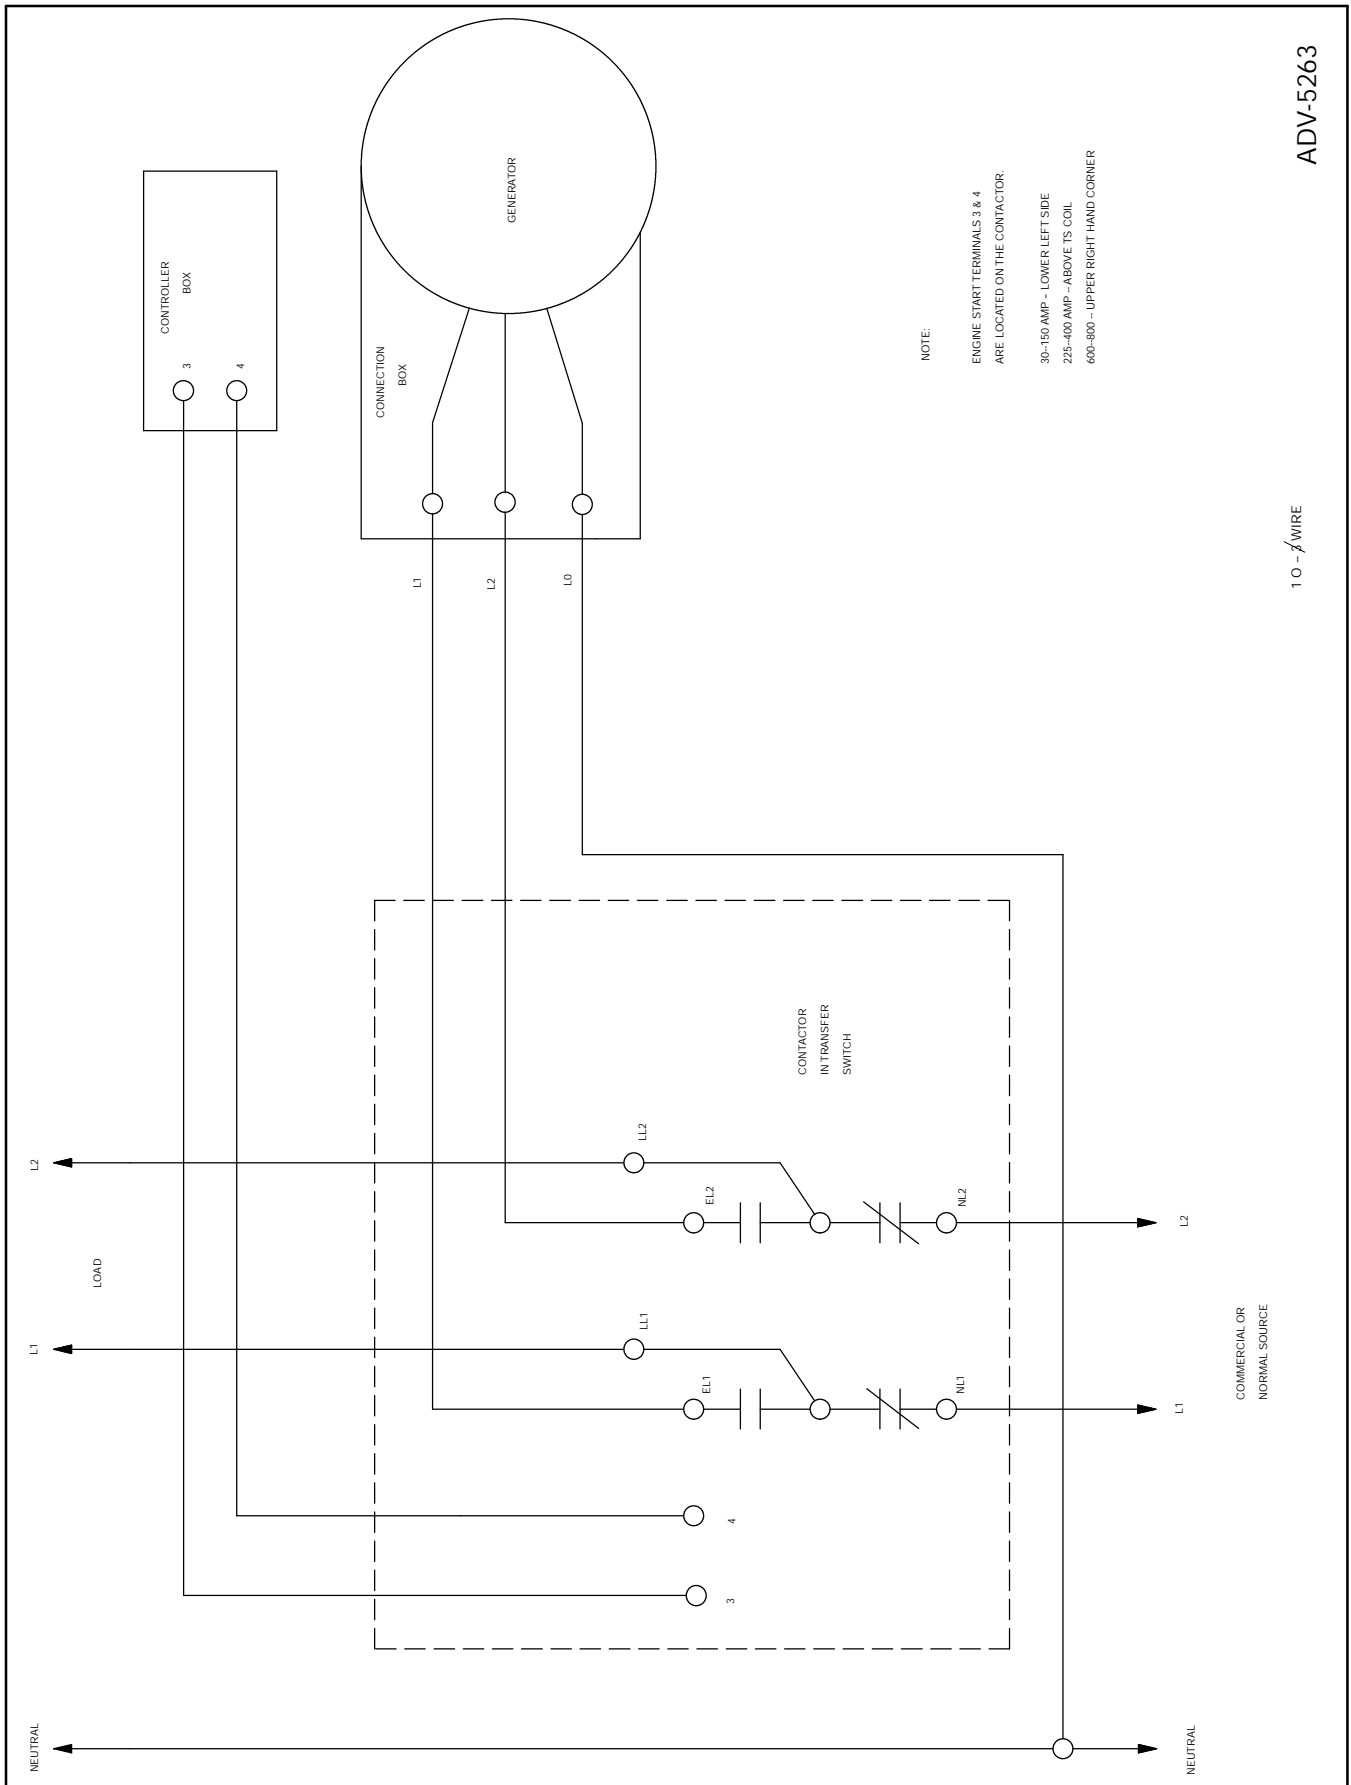 NEUTRAL
L1
L2
LOAD
CONTROLLER
BOX
3
4
CONNECTION
BOX
GENERATOR
L1
L2
L0
LL1
LL2
EL1
EL2
3
4
CONTACTOR
IN TRANSFER
SWITCH
NL1
NL2
NOTE:
ENGINE START TERMINALS 3 & 4
ARE LOCATED ON THE CONTACTOR.
30--150 AMP - LOWER LEFT SIDE
225--400 AMP -- ABOVE TS COIL
600--800 -- UPPER RIGHT HAND CORNER
NEUTRAL
L1
L2
COMMERCIAL OR
NORMAL SOURCE
1 O – 3 WIRE
ADV-5263